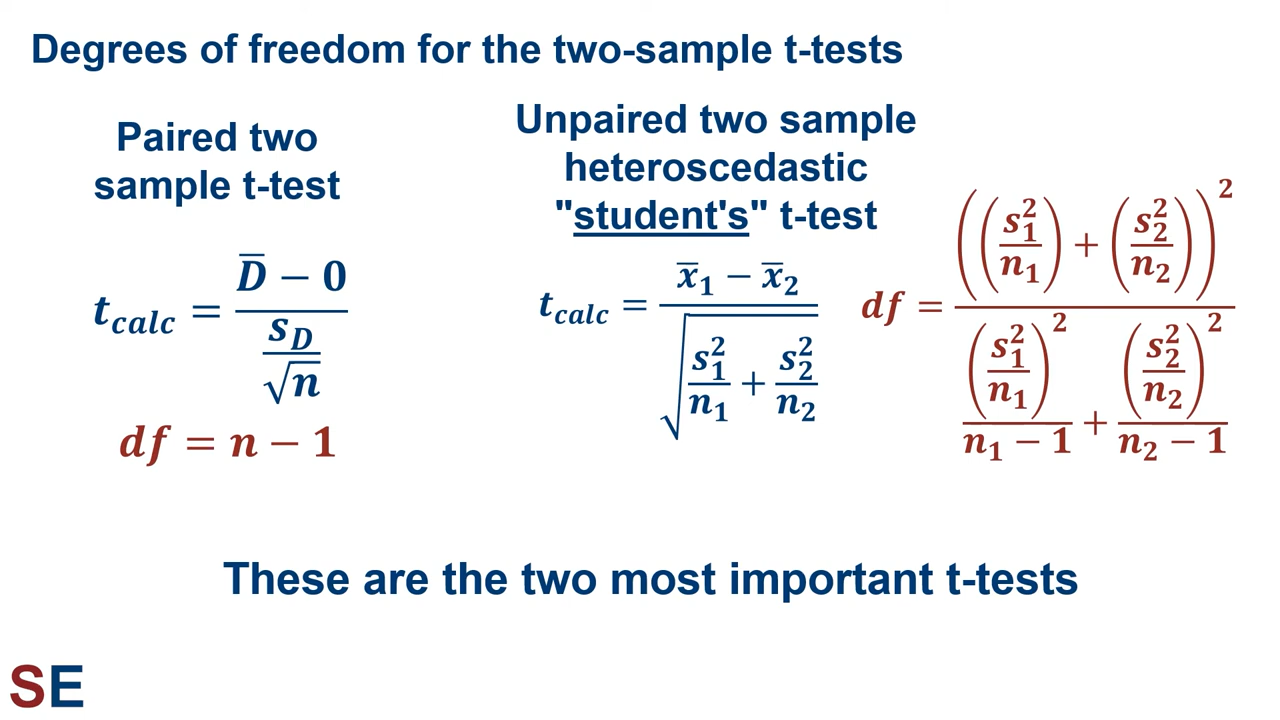 Degrees of freedom for the two-sample t-tests
Paired two
sample t-test
t_calc = (D̅ − 0) / (s_D / √n)
df = n − 1
Unpaired two sample
heteroscedastic
"student's" t-test
t_calc = (x̅₁ − x̅₂) / √(s₁²/n₁ + s₂²/n₂)
df = ((s₁²/n₁) + (s₂²/n₂))² / ((s₁²/n₁)²/(n₁ − 1) + (s₂²/n₂)²/(n₂ − 1))
These are the two most important t-tests
SE